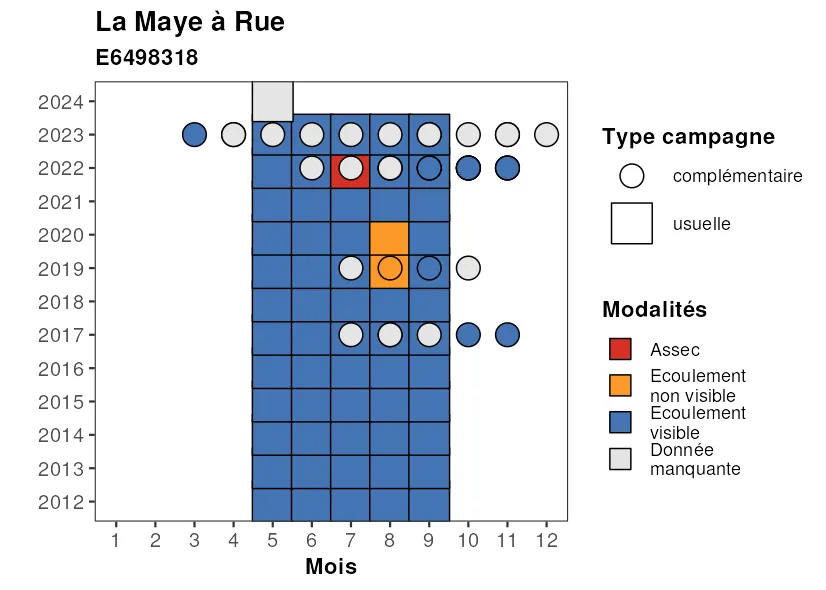 La Maye à Rue
E6498318
2024
2023
2022
2021
2020
2019
2018
2017
2016
2015
2014
2013
2012
1 2 3 4 5 6 7 8 9 10 11 12
Mois
Type campagne
complémentaire
usuelle
Modalités
Assec
Ecoulement
non visible
Ecoulement
visible
Donnée
manquante